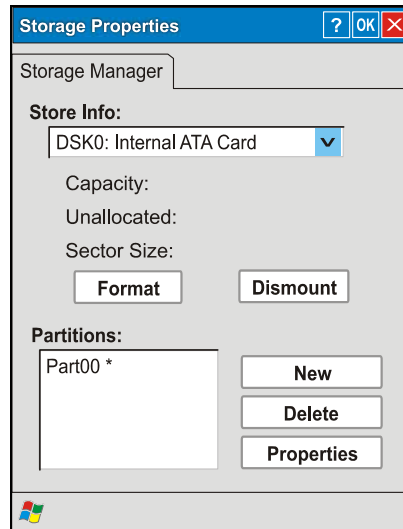 Storage Properties ? OK X
Storage Manager
Store Info:
DSK0: Internal ATA Card
Capacity:
Unallocated:
Sector Size:
Format Dismount
Partitions:
Part00 *
New
Delete
Properties